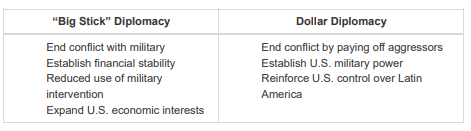 “Big Stick” Diplomacy
Dollar Diplomacy
End conflict with military
Establish financial stability
Reduced use of military
intervention
Expand U.S. economic interests
End conflict by paying off aggressors
Establish U.S. military power
Reinforce U.S. control over Latin
America